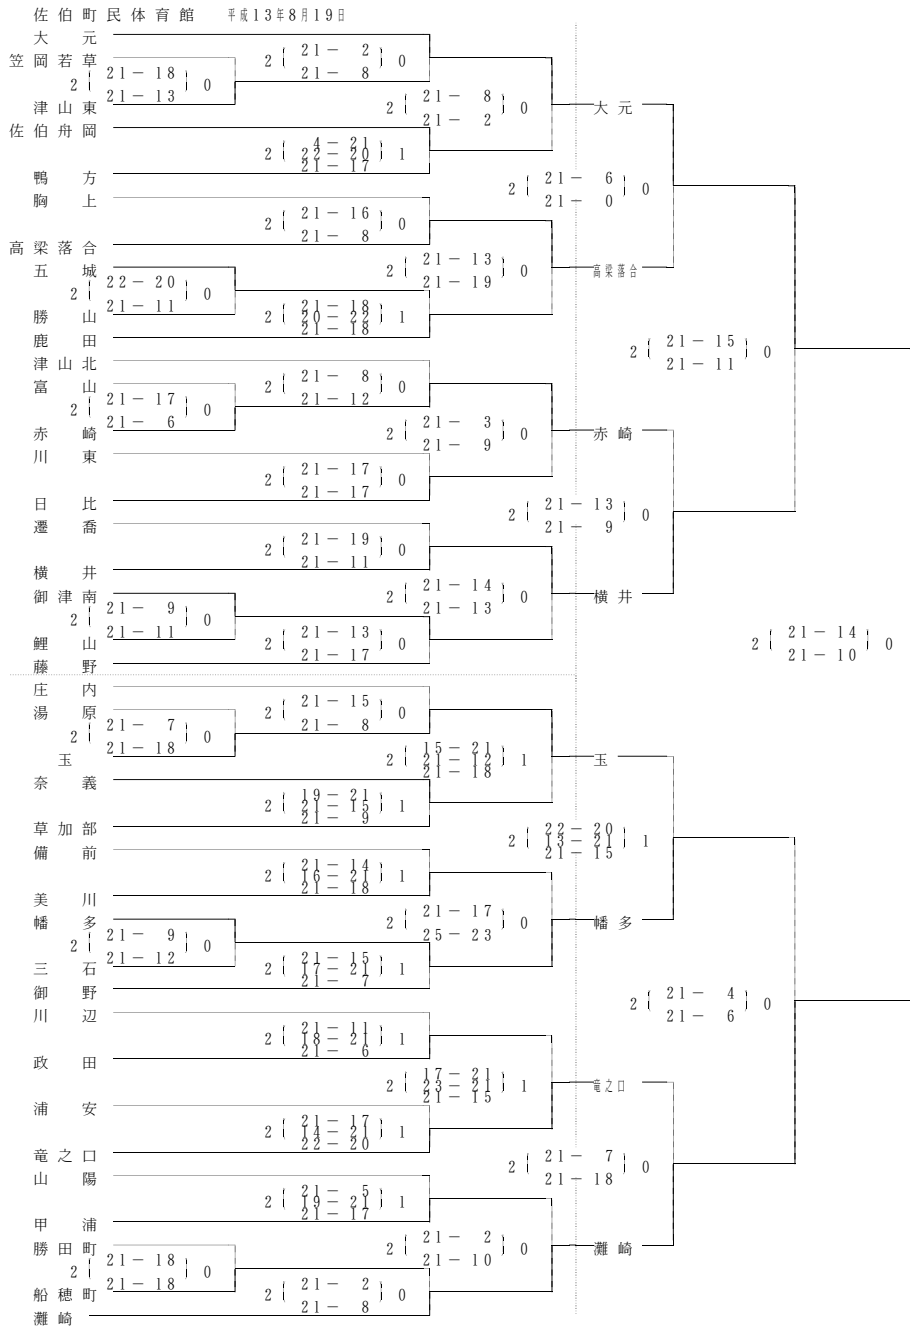 佐伯町民体育館 平成13年8月19日
大元
笠岡若草
津山東
佐伯舟岡
鴨方
胸上
高梁落合
五城
勝山
鹿田
津山北
富山
赤崎
川東
日比
遷喬
横井
御津南
鯉山
藤野
庄内
湯原
玉
奈義
草加部
備前
美川
幡多
三石
御野
川辺
政田
浦安
竜之口
山陽
甲浦
勝田町
船穂町
灘崎
2 21－18 21－13 0
2 22－20 21－11 0
2 21－17 21－6 0
2 21－9 21－11 0
2 21－7 21－18 0
2 21－9 21－12 0
2 21－18 21－18 0
2 21－2 21－8 0
2 4－21 22－20 21－17 1
2 21－16 21－8 0
2 21－18 20－22 21－18 1
2 21－8 21－12 0
2 21－17 21－17 0
2 21－19 21－11 0
2 21－13 21－17 0
2 21－15 21－8 0
2 19－21 21－15 21－9 1
2 21－14 16－21 21－18 1
2 21－15 17－21 21－7 1
2 21－11 18－21 21－6 1
2 21－17 14－21 22－20 1
2 21－5 19－21 21－17 1
2 21－2 21－8 0
2 21－8 21－2 0
2 21－13 21－19 0
2 21－3 21－9 0
2 21－14 21－13 0
2 15－21 21－12 21－18 1
2 21－17 25－23 0
2 17－21 23－21 21－15 1
2 21－2 21－10 0
大元
高梁落合
赤崎
横井
玉
幡多
竜之口
灘崎
2 21－6 21－0 0
2 21－13 21－9 0
2 22－20 13－21 21－15 1
2 21－7 21－18 0
2 21－15 21－11 0
2 21－4 21－6 0
2 21－14 21－10 0